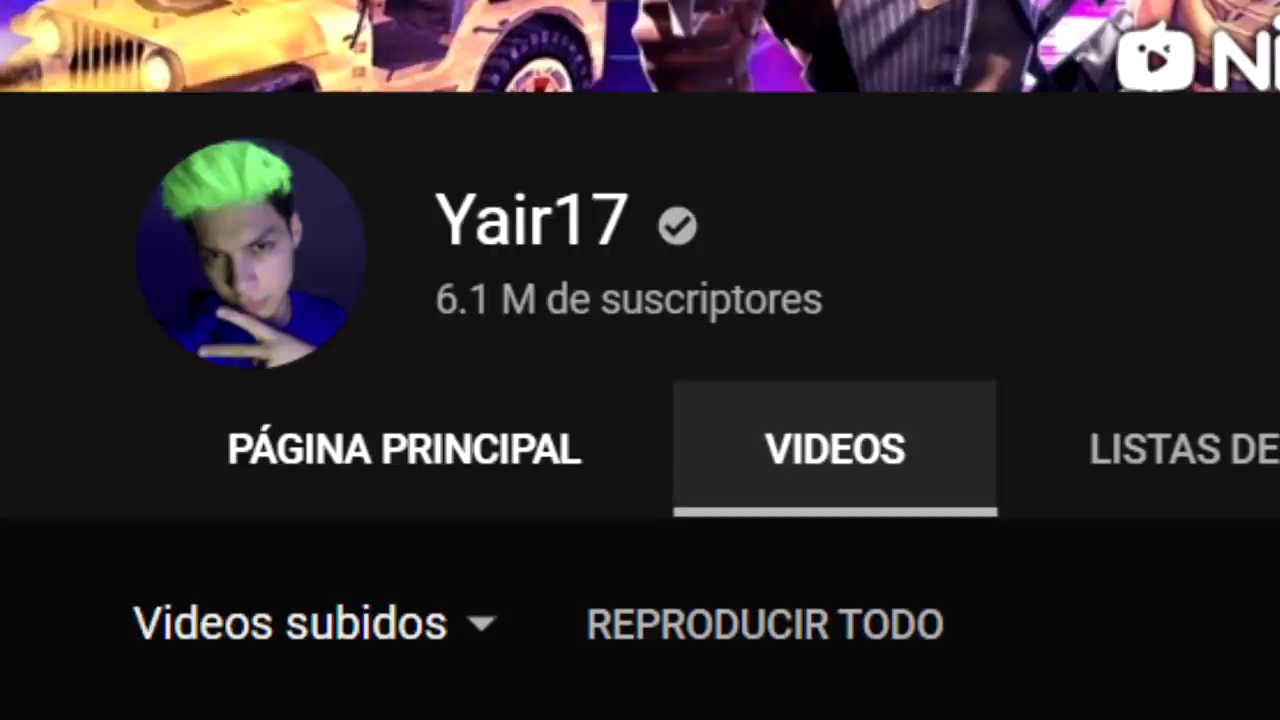 Yair17
6.1 M de suscriptores
PÁGINA PRINCIPAL VIDEOS LISTAS DE
Videos subidos REPRODUCIR TODO